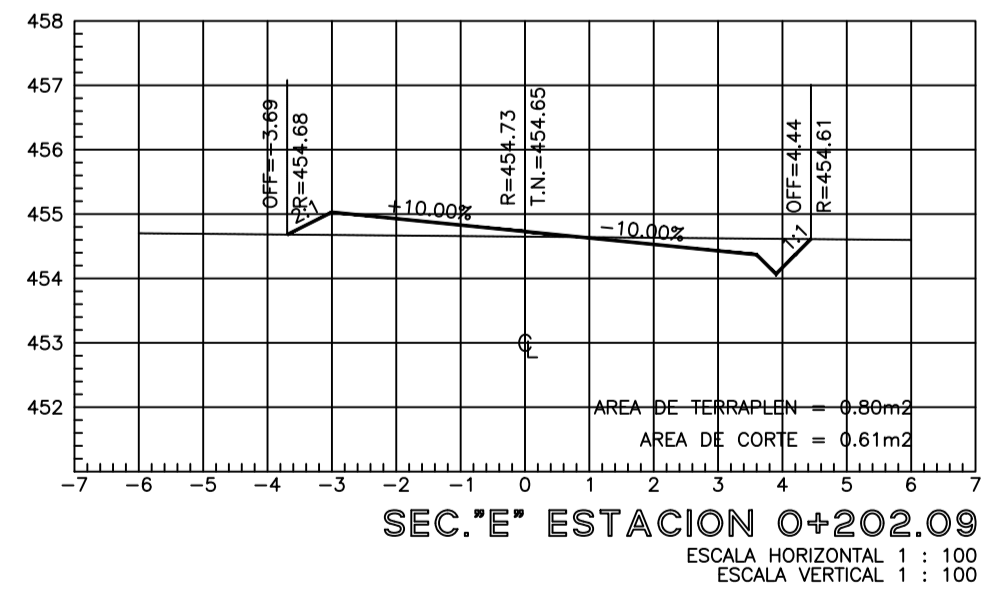 458
457
456
455
454
453
452
OFF=-3.69
R=454.68
R=454.73
T.N.=454.65
OFF=4.44
R=454.61
2:1
+10.00%
-10.00%
1:1
CL
AREA DE TERRAPLEN = 0.80m2
AREA DE CORTE = 0.61m2
-7 -6 -5 -4 -3 -2 -1 0 1 2 3 4 5 6 7
SEC."E" ESTACION 0+202.09
ESCALA HORIZONTAL 1 : 100
ESCALA VERTICAL 1 : 100